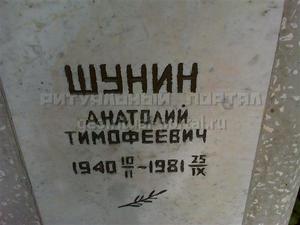 ШУНИН
РИТУАЛЬНЫЙ ПОРТАЛ
АНАТОЛИЙ
ТИМОФЕЕВИЧ
1940 10/II – 1981 25/IX